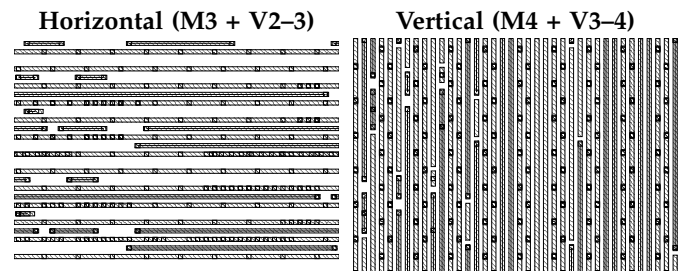 Horizontal (M3 + V2–3)
Vertical (M4 + V3–4)